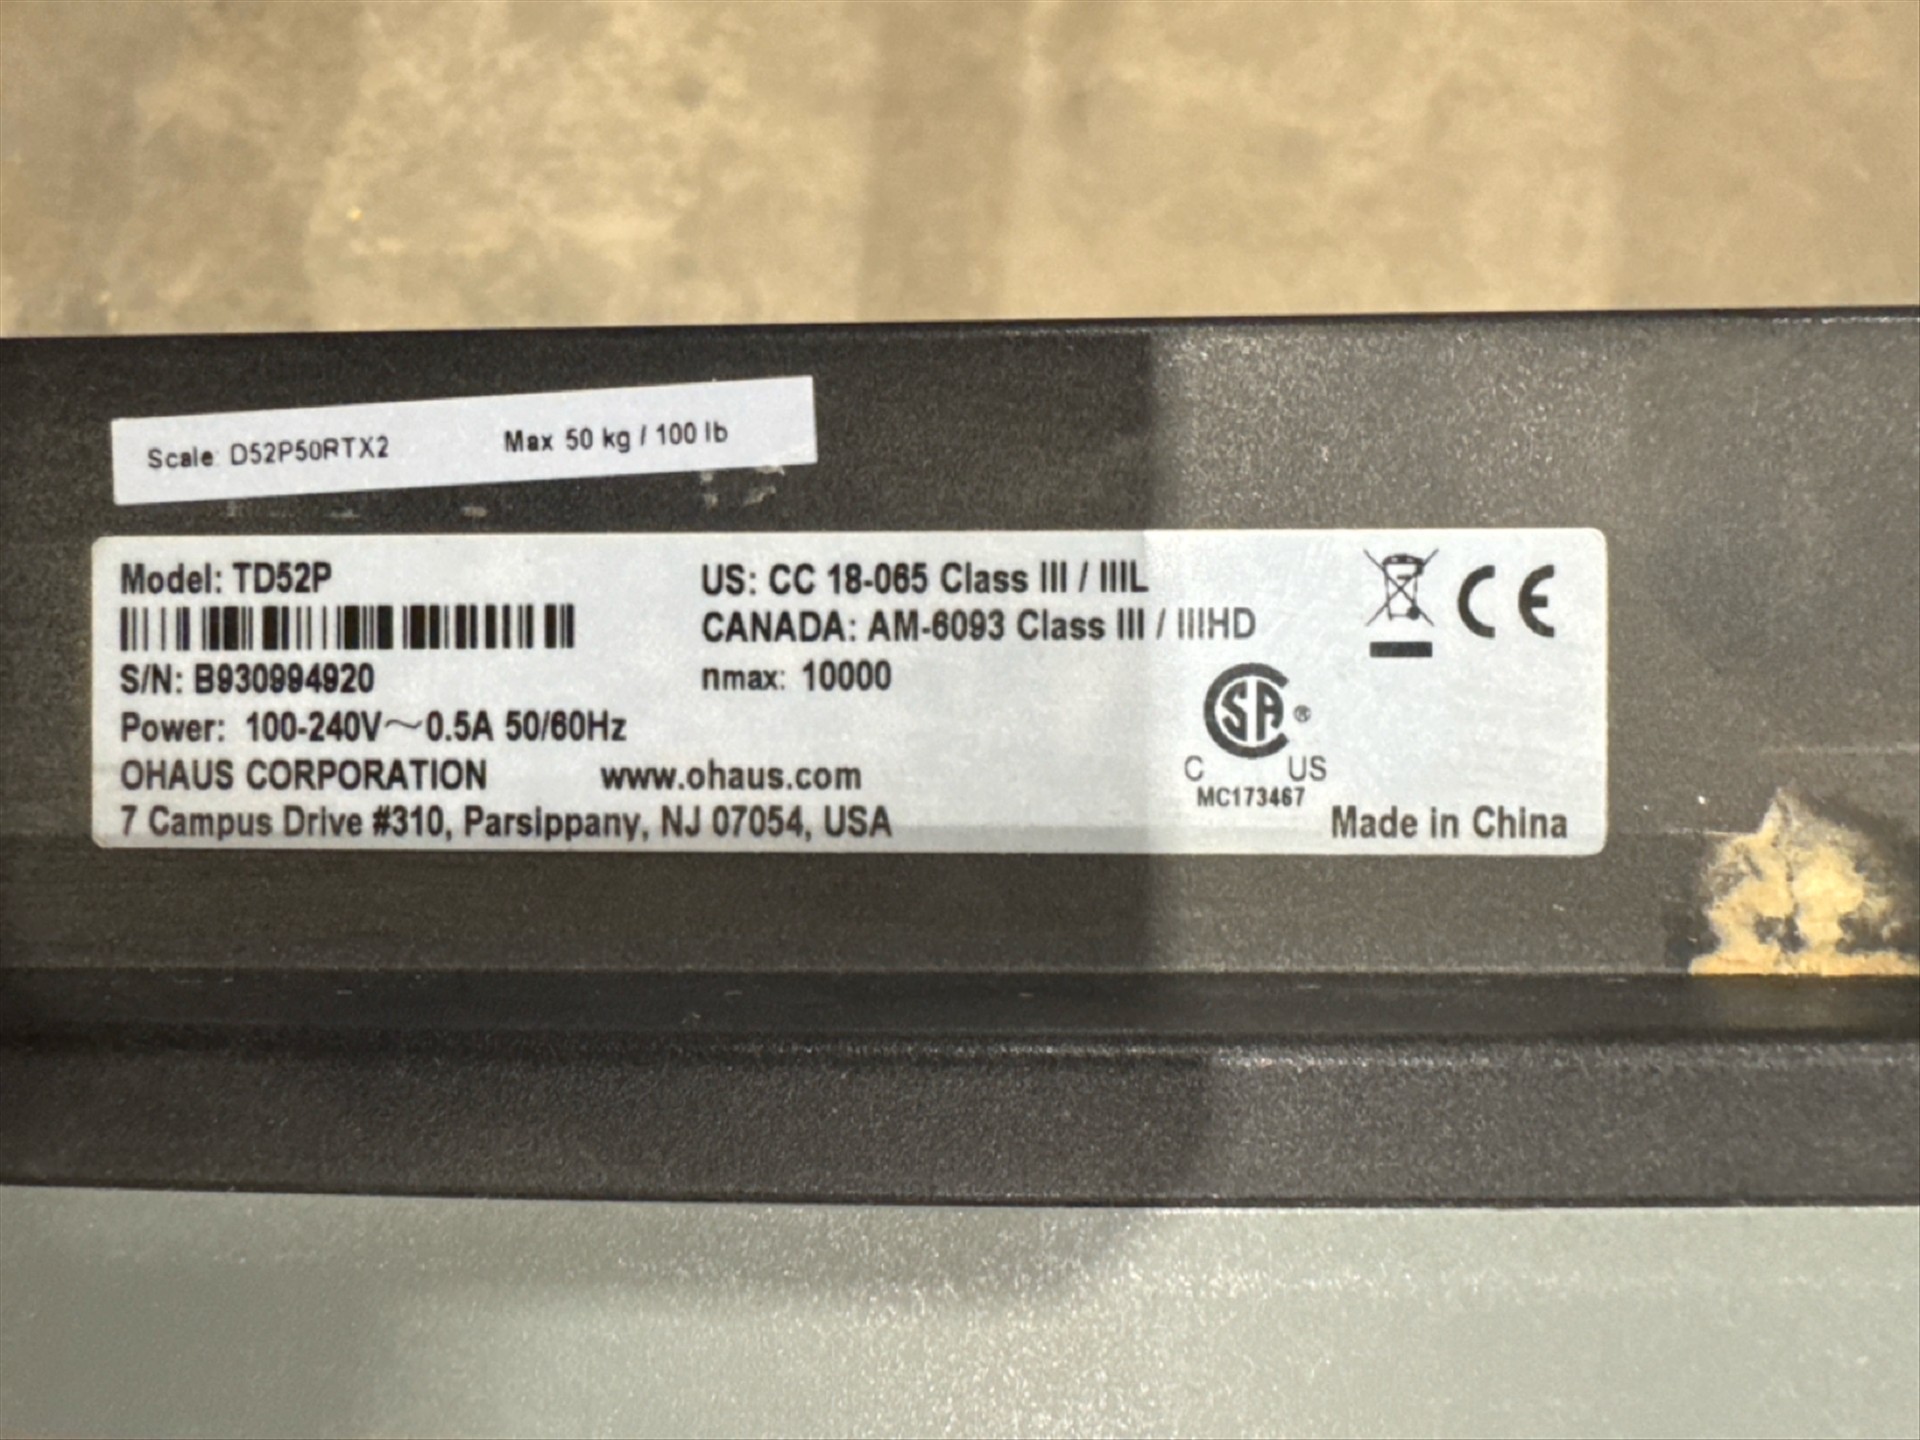 Scale: D52P50RTX2 Max 50 kg / 100 lb
Model: TD52P
S/N: B930994920
Power: 100-240V~0.5A 50/60Hz
OHAUS CORPORATION www.ohaus.com
7 Campus Drive #310, Parsippany, NJ 07054, USA
US: CC 18-065 Class III / IIIL
CANADA: AM-6093 Class III / IIIHD
nmax: 10000
CE
SA ®
C US
MC173467
Made in China